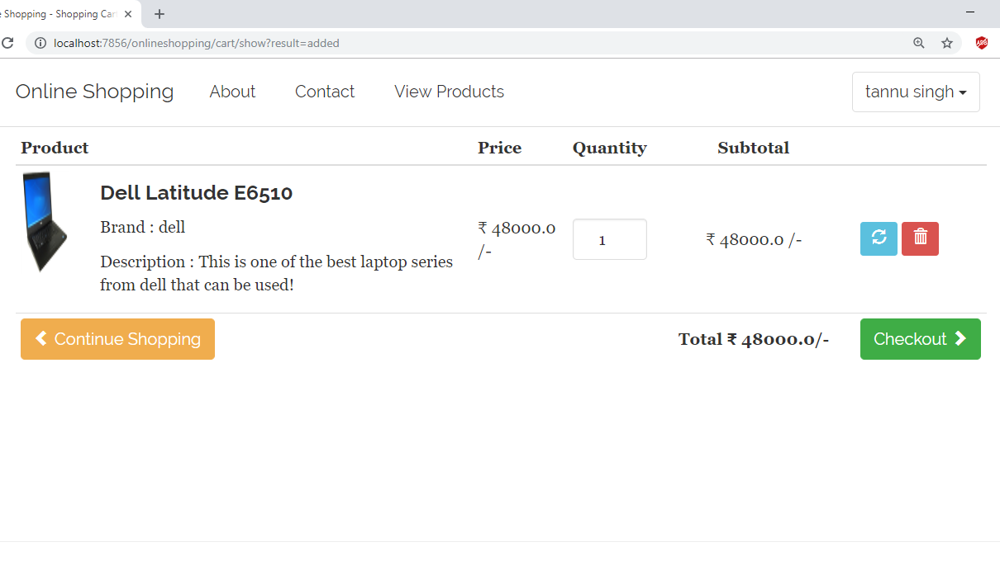 e Shopping - Shopping Car
localhost:7856/onlineshopping/cart/show?result=added
Online Shopping About Contact View Products tannu singh
Product Price Quantity Subtotal
Dell Latitude E6510
Brand : dell
Description : This is one of the best laptop series
from dell that can be used!
₹ 48000.0
/-
1
₹ 48000.0 /-
Continue Shopping Total ₹ 48000.0/- Checkout